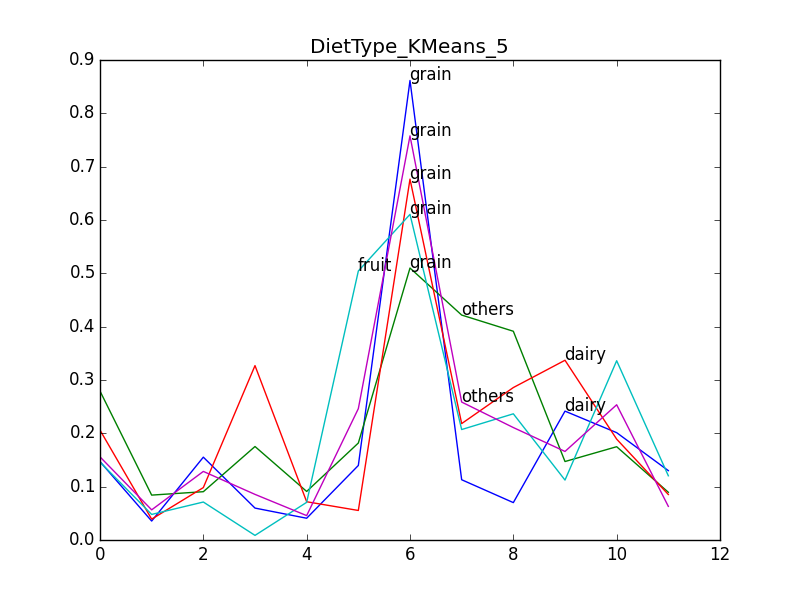 DietType_KMeans_5
0.9
grain
0.8
grain
0.7
grain
0.6
grain
fruit
grain
0.5
others
0.4
dairy
0.3
others
dairy
0.2
0.1
0.0
0 2 4 6 8 10 12